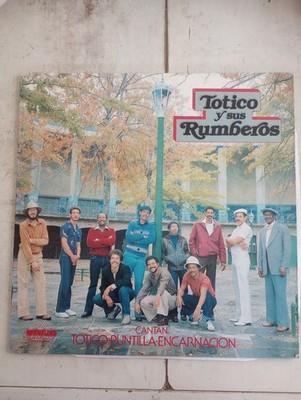 Totico
y sus
Rumberos
CANTAN:
TOTICO·PUNTILLA·ENCARNACION